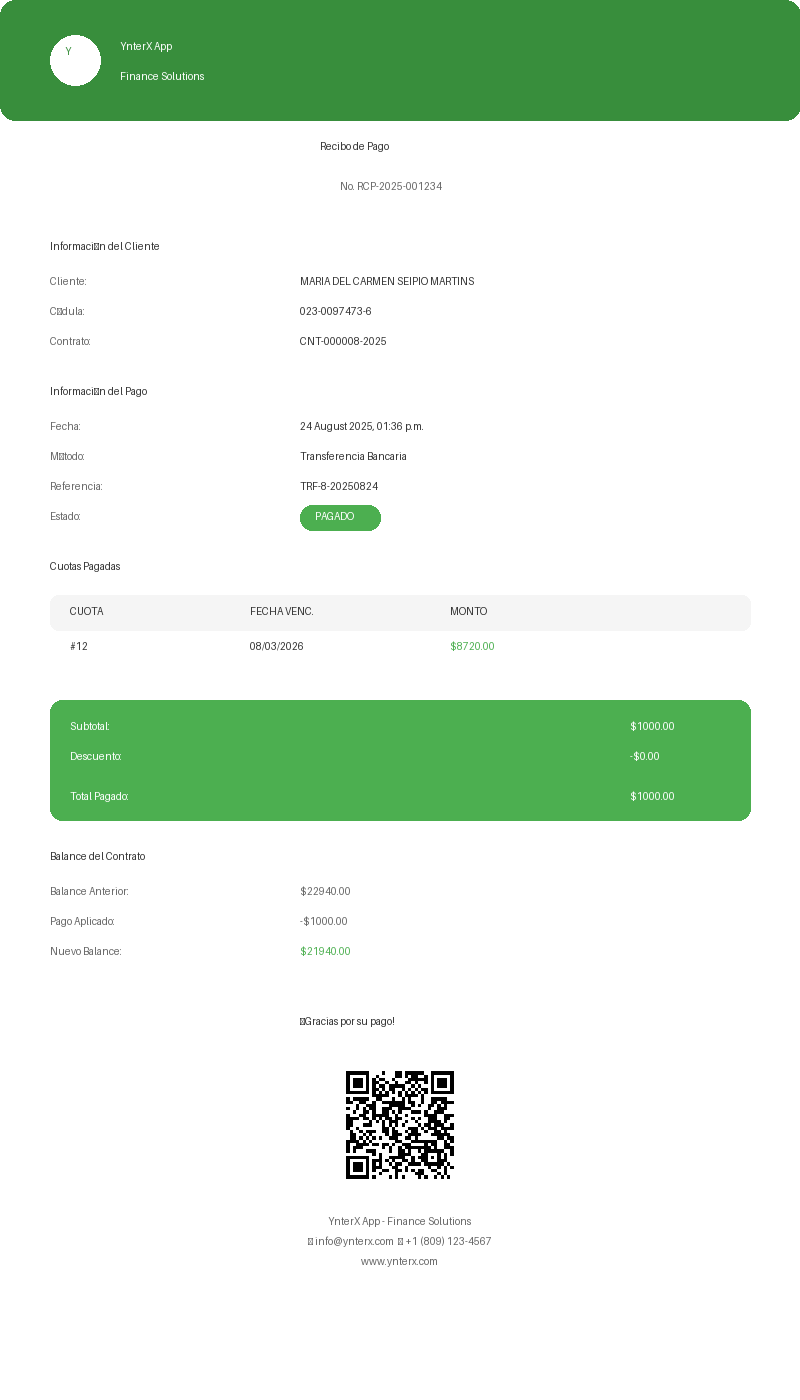 Y
YnterX App
Finance Solutions
Recibo de Pago
No. RCP-2025-001234
Informaci▯n del Cliente
Cliente: MARIA DEL CARMEN SEIPIO MARTINS
C▯dula: 023-0097473-6
Contrato: CNT-000008-2025
Informaci▯n del Pago
Fecha: 24 August 2025, 01:36 p.m.
M▯todo: Transferencia Bancaria
Referencia: TRF-8-20250824
Estado: PAGADO
Cuotas Pagadas
CUOTA FECHA VENC. MONTO
#12 08/03/2026 $8720.00
Subtotal: $1000.00
Descuento: -$0.00
Total Pagado: $1000.00
Balance del Contrato
Balance Anterior: $22940.00
Pago Aplicado: -$1000.00
Nuevo Balance: $21940.00
▯Gracias por su pago!
YnterX App - Finance Solutions
▯ info@ynterx.com ▯ +1 (809) 123-4567
www.ynterx.com